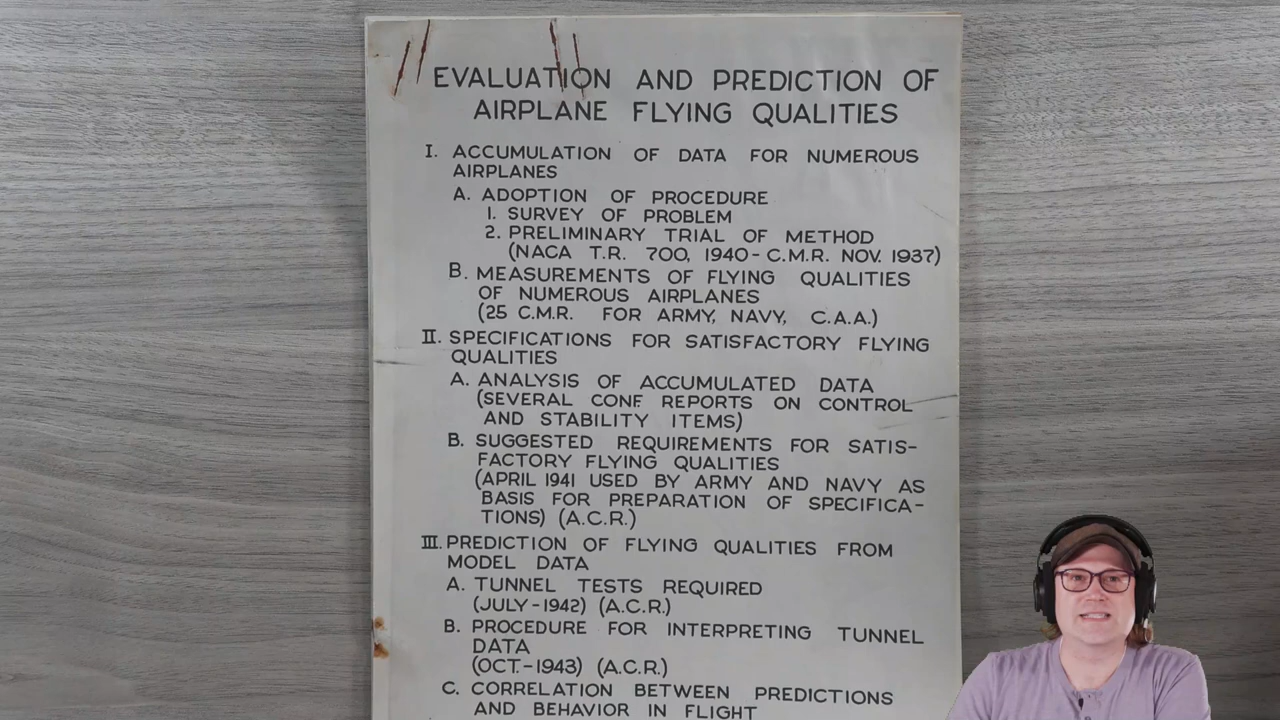 EVALUATION AND PREDICTION OF
AIRPLANE FLYING QUALITIES
I. ACCUMULATION OF DATA FOR NUMEROUS
AIRPLANES
A. ADOPTION OF PROCEDURE
1. SURVEY OF PROBLEM
2. PRELIMINARY TRIAL OF METHOD
(NACA T.R. 700, 1940-C.M.R. NOV. 1937)
B. MEASUREMENTS OF FLYING QUALITIES
OF NUMEROUS AIRPLANES
(25 C.M.R. FOR ARMY, NAVY, C.A.A.)
II. SPECIFICATIONS FOR SATISFACTORY FLYING
QUALITIES
A. ANALYSIS OF ACCUMULATED DATA
(SEVERAL CONF. REPORTS ON CONTROL
AND STABILITY ITEMS)
B. SUGGESTED REQUIREMENTS FOR SATIS-
FACTORY FLYING QUALITIES
(APRIL 1941 USED BY ARMY AND NAVY AS
BASIS FOR PREPARATION OF SPECIFICA-
TIONS) (A.C.R.)
III. PREDICTION OF FLYING QUALITIES FROM
MODEL DATA
A. TUNNEL TESTS REQUIRED
(JULY-1942) (A.C.R.)
B. PROCEDURE FOR INTERPRETING TUNNEL
DATA
(OCT.-1943) (A.C.R.)
C. CORRELATION BETWEEN PREDICTIONS
AND BEHAVIOR IN FLIGHT